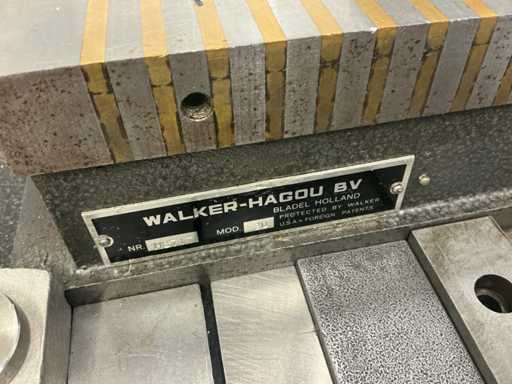 WALKER-HAGOU BV
BLADEL HOLLAND
PROTECTED BY WALKER
NR. MOD. U.S.A + FOREIGN PATENTS